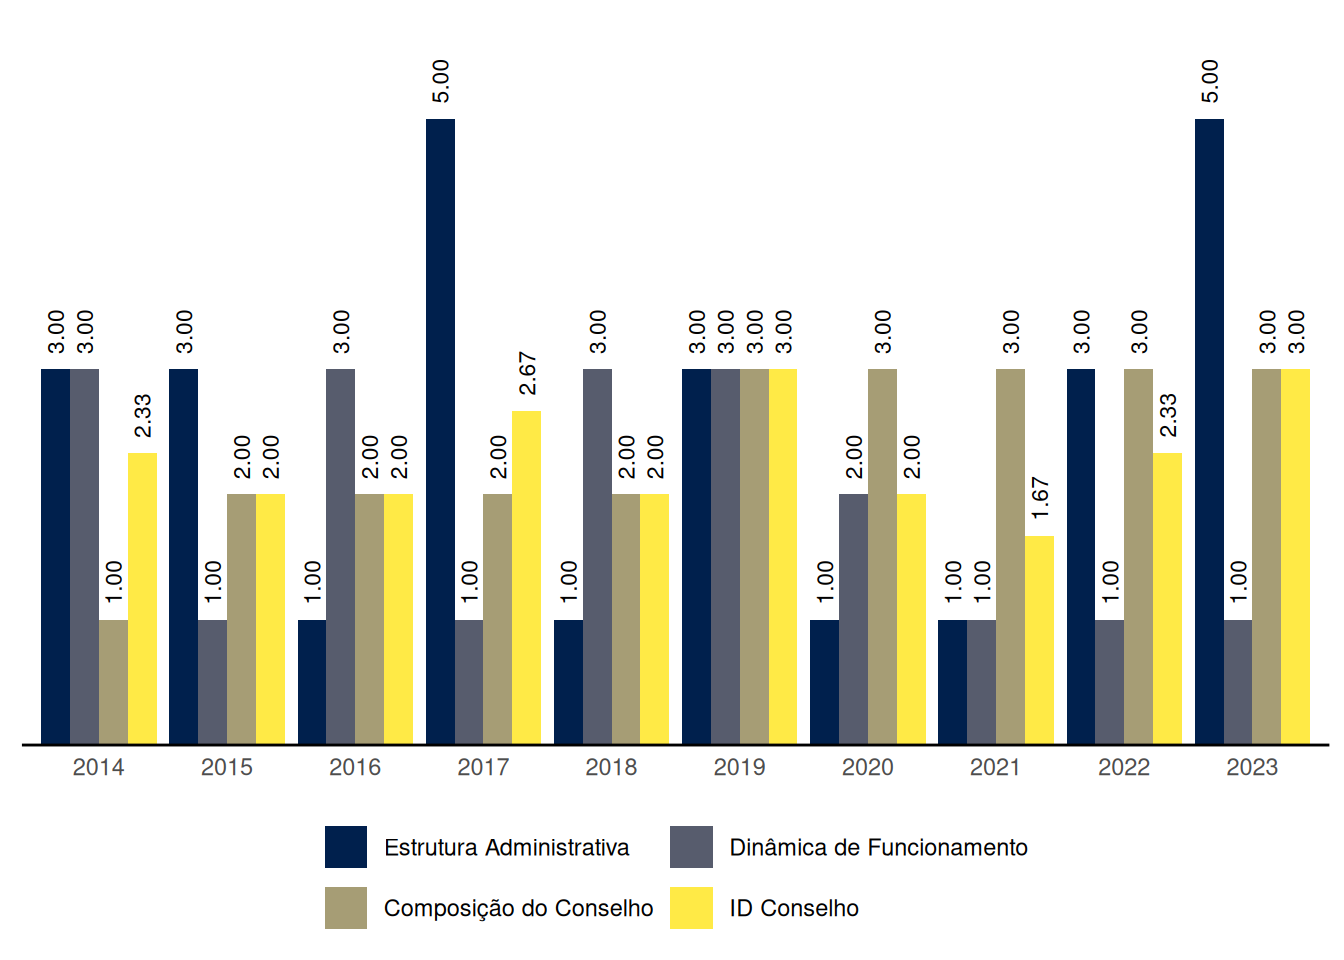 5.00
5.00
3.00 3.00 3.00 3.00 3.00 3.00 3.00 3.00 3.00 3.00 3.00 3.00 3.00 3.00 3.00
2.67
2.33 2.33
2.00 2.00 2.00 2.00 2.00 2.00 2.00 2.00 2.00
1.67
1.00 1.00 1.00 1.00 1.00 1.00 1.00 1.00 1.00 1.00
2014 2015 2016 2017 2018 2019 2020 2021 2022 2023
Estrutura Administrativa Dinâmica de Funcionamento
Composição do Conselho ID Conselho